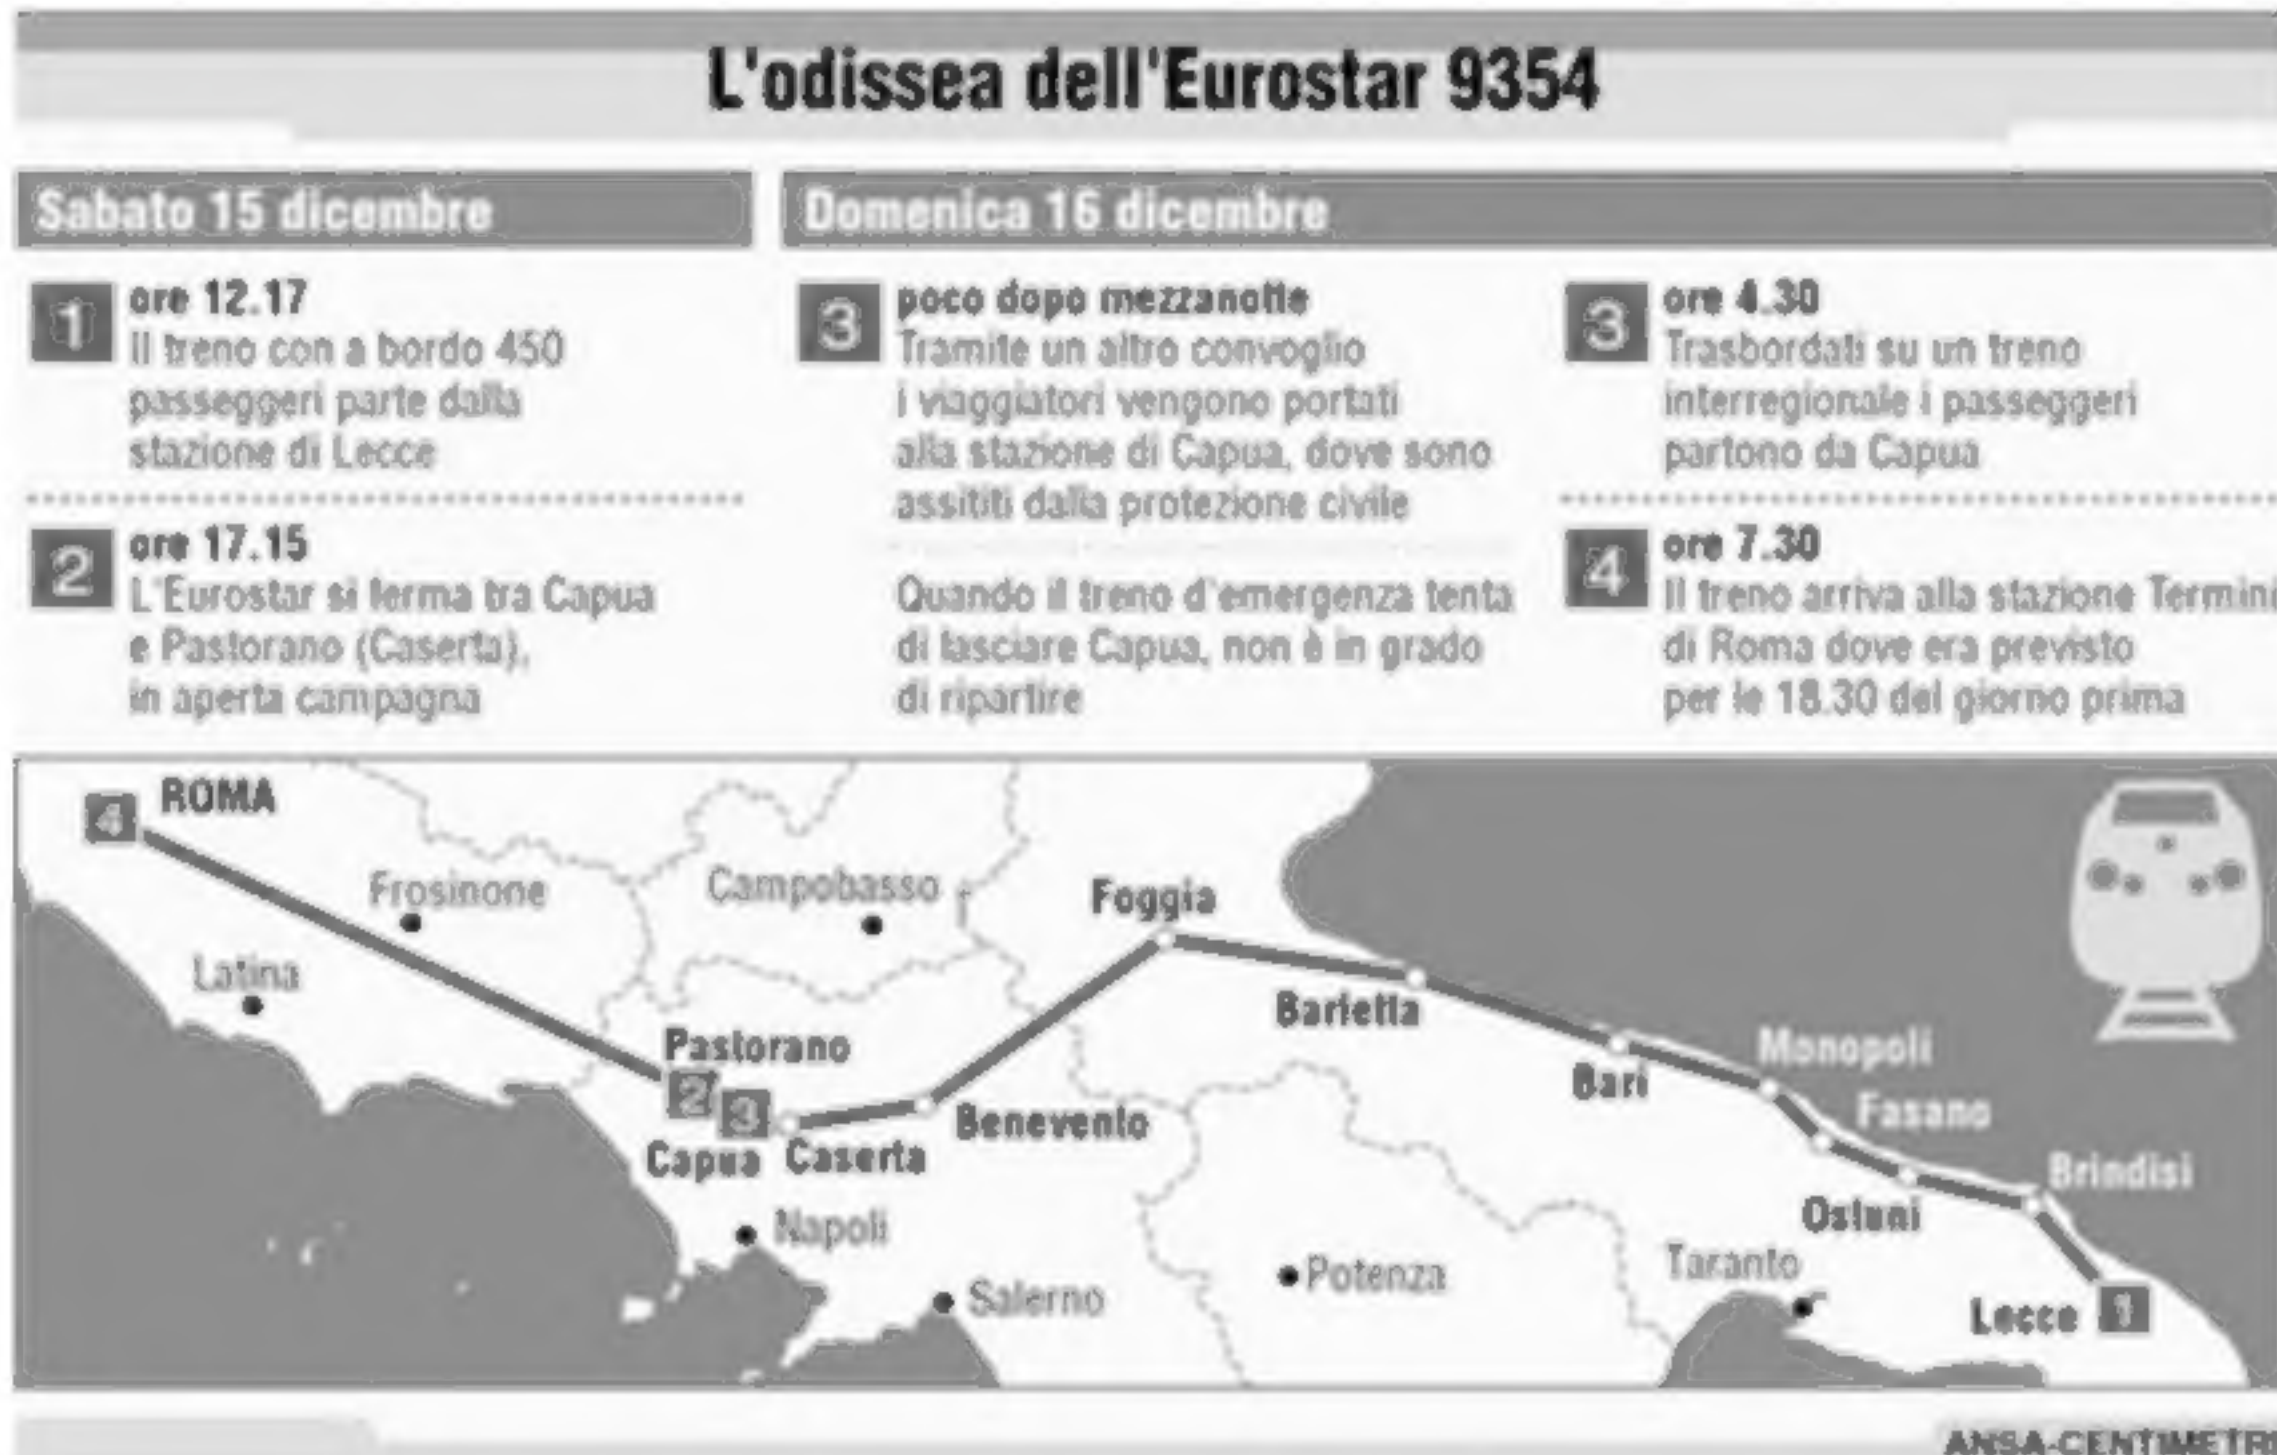 L'odissea dell'Eurostar 9354
Sabato 15 dicembre
1
ore 12.17
Il treno con a bordo 450
passeggeri parte dalla
stazione di Lecce
2
ore 17.15
L'Eurostar si ferma tra Capua
e Pastorano (Caserta),
in aperta campagna
Domenica 16 dicembre
3
poco dopo mezzanotte
Tramite un altro convoglio
i viaggiatori vengono portati
alla stazione di Capua, dove sono
assititi dalla protezione civile
Quando il treno d'emergenza tenta
di lasciare Capua, non è in grado
di ripartire
3
ore 4.30
Trasbordati su un treno
interregionale i passeggeri
partono da Capua
4
ore 7.30
Il treno arriva alla stazione Termini
di Roma dove era previsto
per le 18.30 del giorno prima
4 ROMA
Frosinone
Campobasso
Foggia
Latina
Barletta
Pastorano
Monopoli
Bari
2
3
Fasano
Benevento
Capua Caserta
Brindisi
Ostuni
Napoli
Taranto
Potenza
Salerno
Lecce 1
ANSA-CENTIMETRI